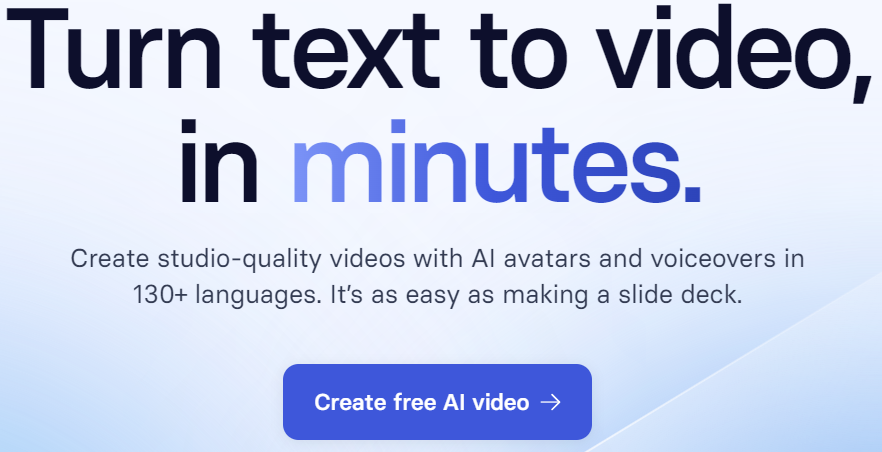 Turn text to video,
in minutes.
Create studio-quality videos with AI avatars and voiceovers in
130+ languages. It’s as easy as making a slide deck.
Create free AI video →